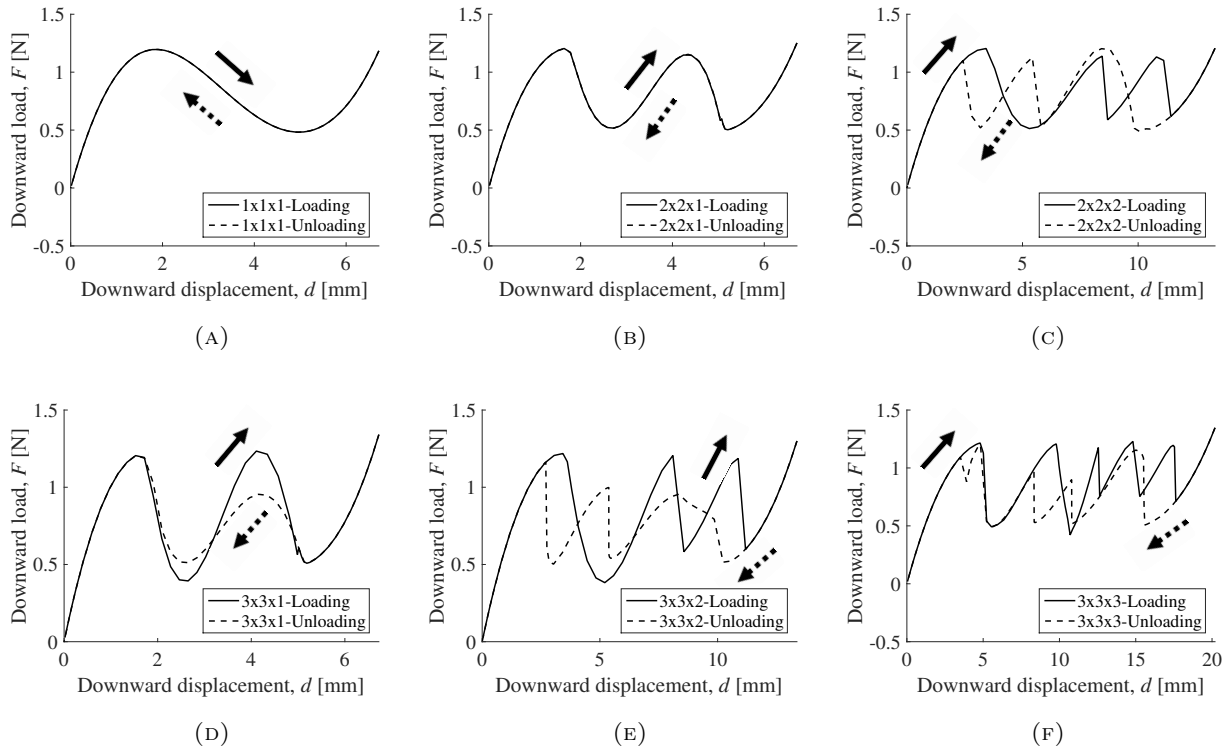 1.5
1
0.5
0
-0.5
Downward load, F [N]
1x1x1-Loading
1x1x1-Unloading
0 2 4 6
Downward displacement, d [mm]
(A)
1.5
1
0.5
0
-0.5
Downward load, F [N]
2x2x1-Loading
2x2x1-Unloading
0 2 4 6
Downward displacement, d [mm]
(B)
1.5
1
0.5
0
-0.5
Downward load, F [N]
2x2x2-Loading
2x2x2-Unloading
0 5 10
Downward displacement, d [mm]
(C)
1.5
1
0.5
0
Downward load, F [N]
3x3x1-Loading
3x3x1-Unloading
0 2 4 6
Downward displacement, d [mm]
(D)
1.5
1
0.5
0
Downward load, F [N]
3x3x2-Loading
3x3x2-Unloading
0 5 10
Downward displacement, d [mm]
(E)
1.5
1
0.5
0
-0.5
Downward load, F [N]
3x3x3-Loading
3x3x3-Unloading
0 5 10 15 20
Downward displacement, d [mm]
(F)